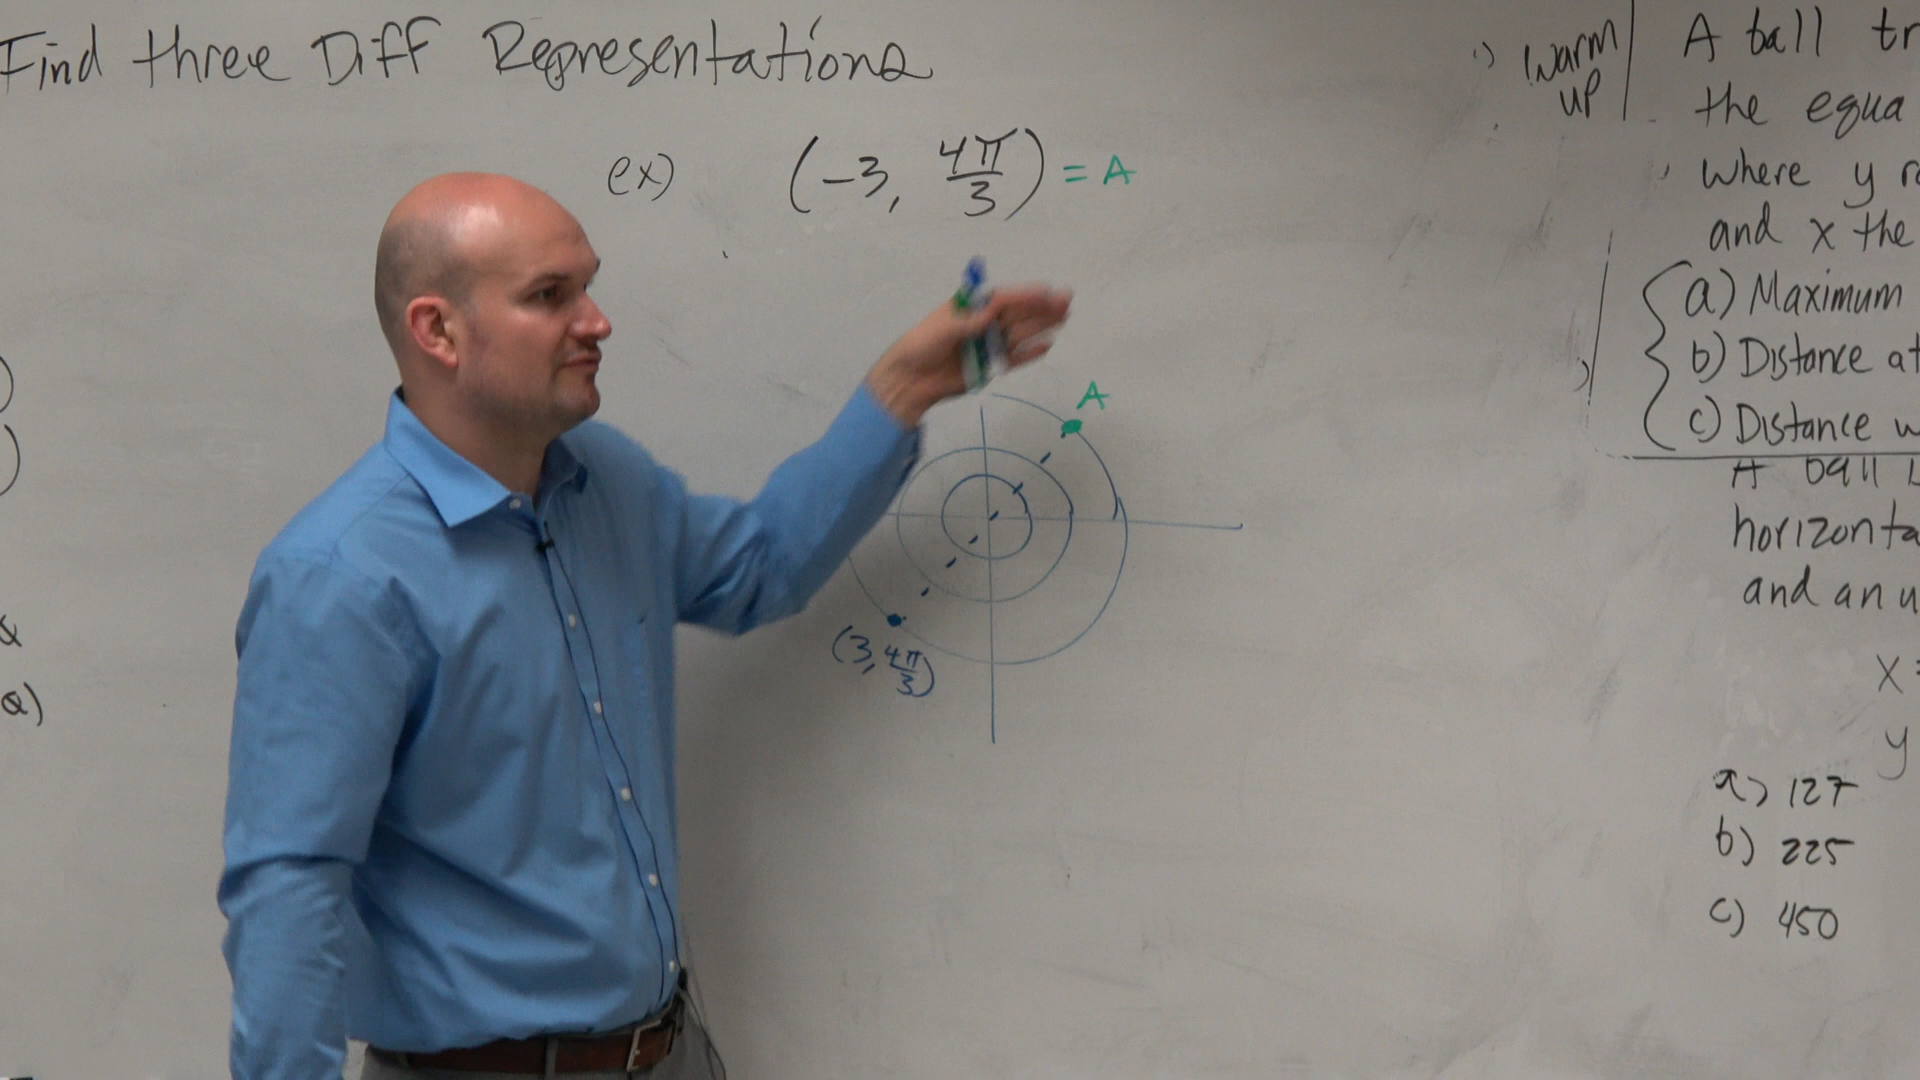 Find three Diff Representations
ex) (-3, 4π/3) = A
A
(3, 4π/3)
1) Warm up
A ball
the equa
where y
and x the
a) Maximum
b) Distance at
c) Distance
A ball
horizonta
and an
x =
y
a) 127
b) 225
c) 450